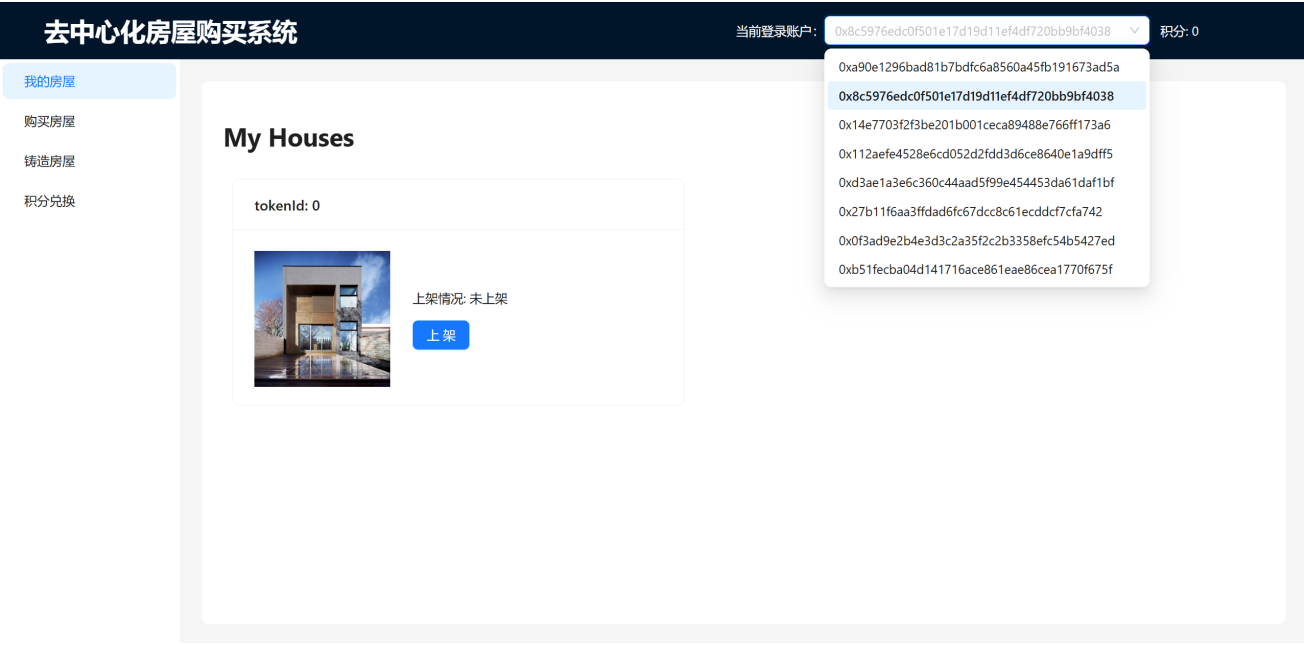 去中心化房屋购买系统
当前登录账户: 0x8c5976edc0f501e17d19d11ef4df720bb9bf4038 积分: 0
0xa90e1296bad81b7bdfc6a8560a45fb191673ad5a
0x8c5976edc0f501e17d19d11ef4df720bb9bf4038
0x14e7703f2f3be201b001ceca89488e766ff173a6
0x112aefe4528e6cd052d2fdd3d6ce8640e1a9dff5
0xd3ae1a3e6c360c44aad5f99e454453da61daf1bf
0x27b11f6aa3ffdad6fc67dcc8c61ecddcf7cfa742
0x0f3ad9e2b4e3d3c2a35f2c2b3358efc54b5427ed
0xb51fecba04d141716ace861eae86cea1770f675f
我的房屋
购买房屋
铸造房屋
积分兑换
My Houses
tokenId: 0
上架情况: 未上架
上 架